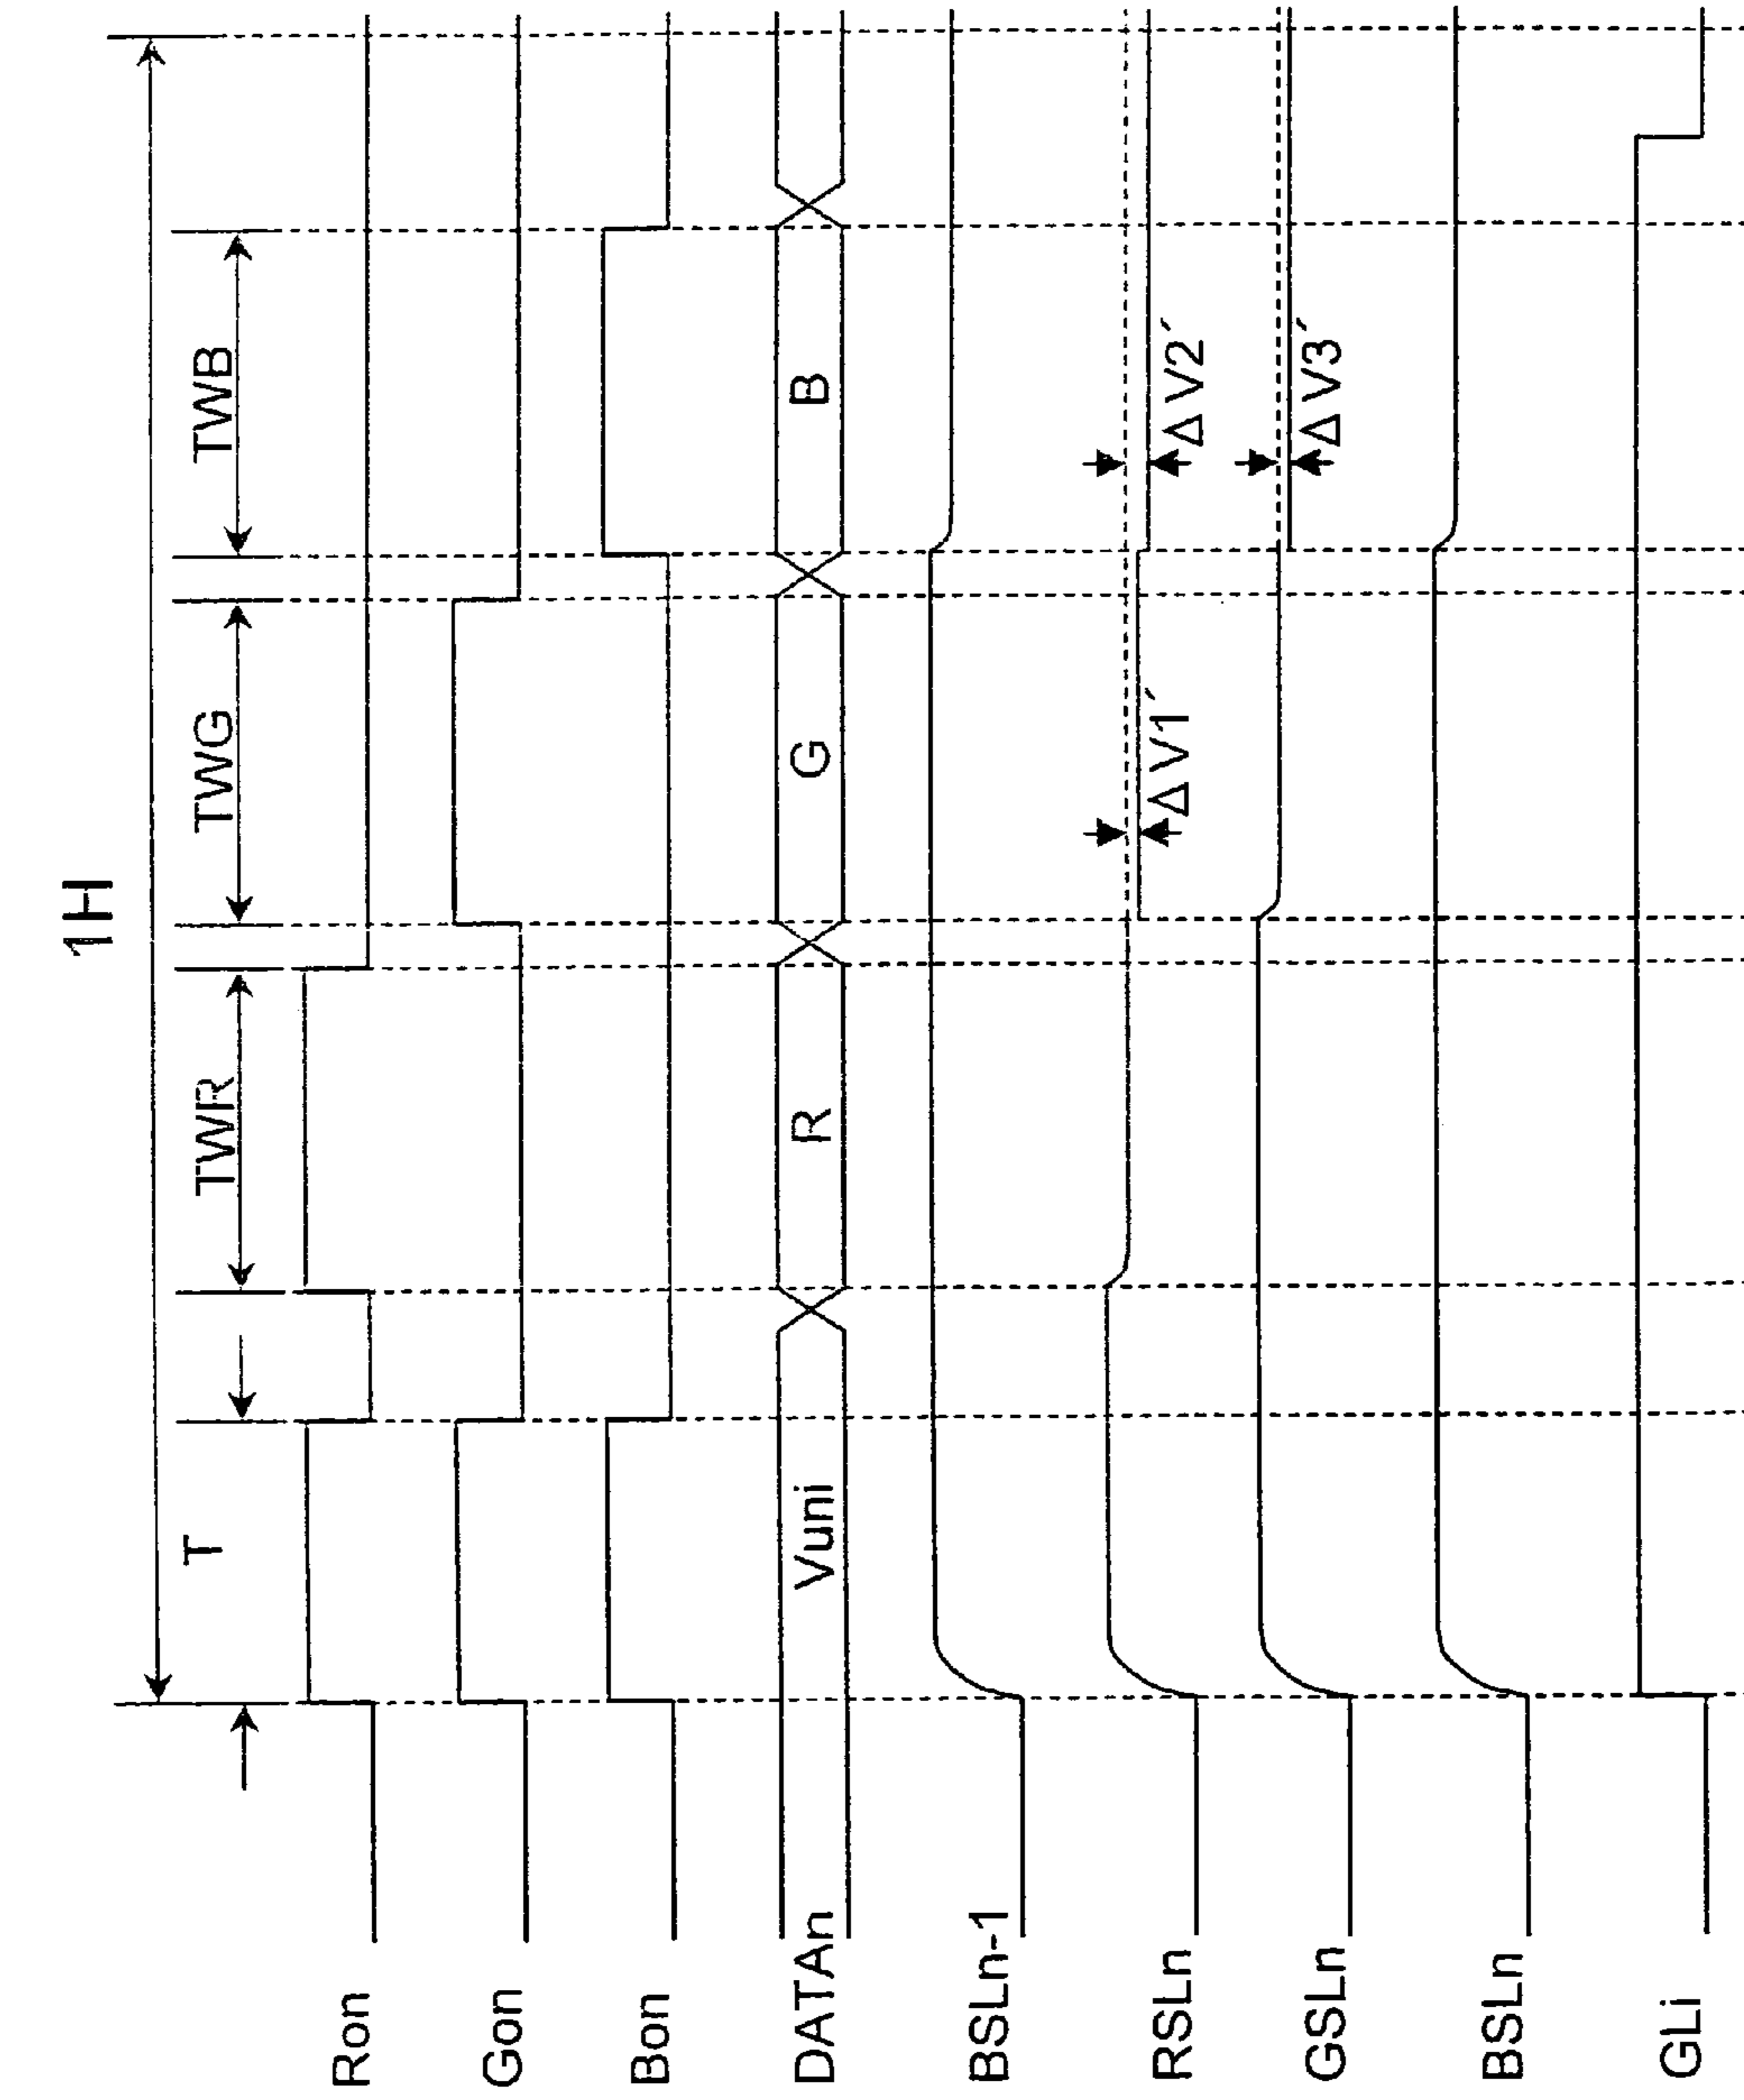 1H
T
TWR
TWG
TWB
Ron
Gon
Bon
DATAn
Vuni
R
G
B
BSLn-1
RSLn
ΔV1´
ΔV2´
GSLn
ΔV3´
BSLn
GLi